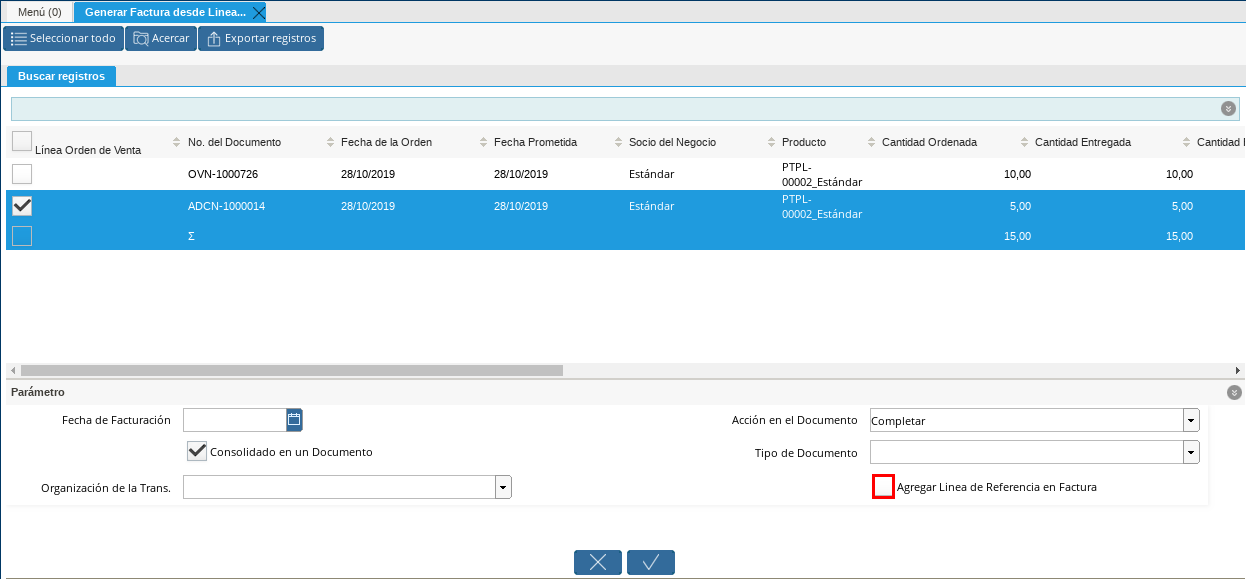 Menú (0)
Generar Factura desde Linea...
Seleccionar todo
Acercar
Exportar registros
Buscar registros
Línea Orden de Venta
No. del Documento
Fecha de la Orden
Fecha Prometida
Socio del Negocio
Producto
Cantidad Ordenada
Cantidad Entregada
Cantidad
OVN-1000726
28/10/2019
28/10/2019
Estándar
PTPL-
00002_Estándar
10,00
10,00
ADCN-1000014
28/10/2019
28/10/2019
Estándar
PTPL-
00002_Estándar
5,00
5,00
Σ
15,00
15,00
Parámetro
Fecha de Facturación
Acción en el Documento
Completar
Consolidado en un Documento
Tipo de Documento
Organización de la Trans.
Agregar Linea de Referencia en Factura